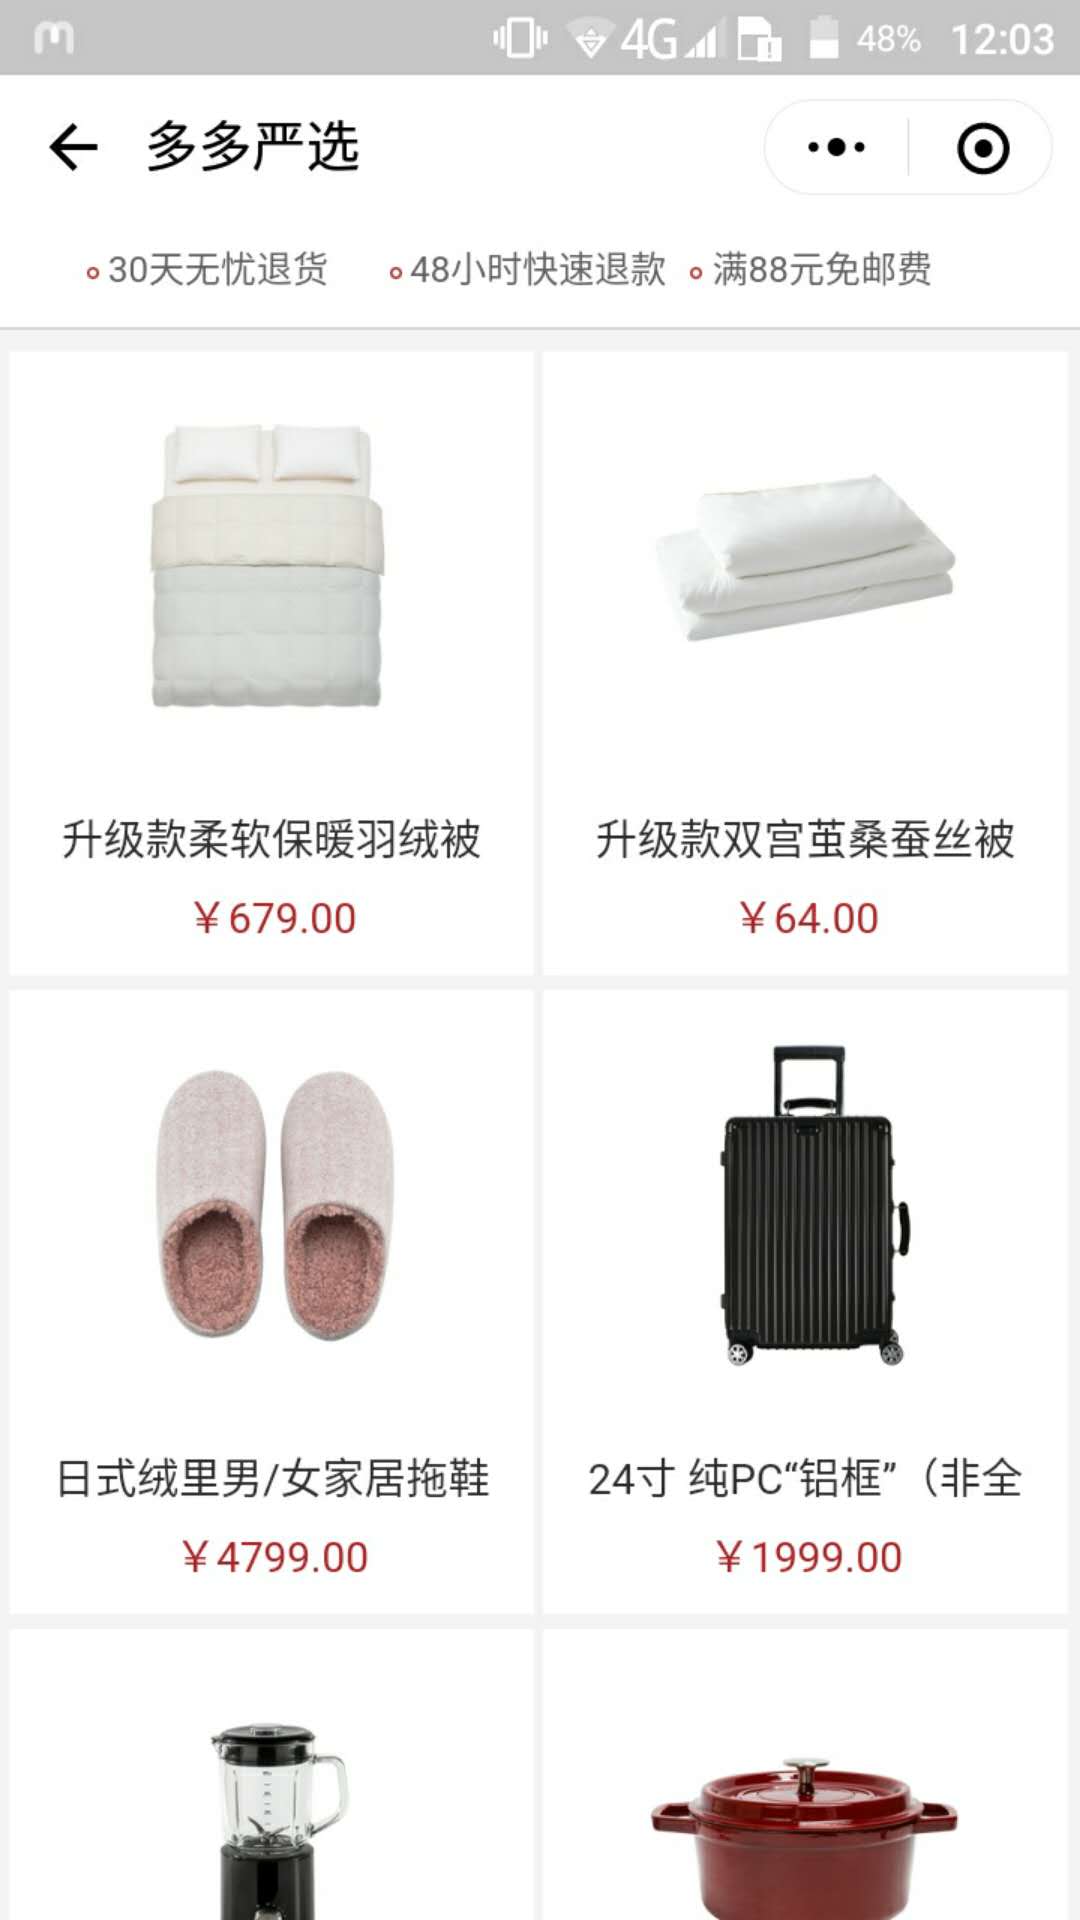 4G 48% 12:03
多多严选
30天无忧退货 48小时快速退款 满88元免邮费
升级款柔软保暖羽绒被 升级款双宫茧桑蚕丝被
￥679.00 ￥64.00
日式绒里男/女家居拖鞋 24寸 纯PC“铝框”（非全
￥4799.00 ￥1999.00